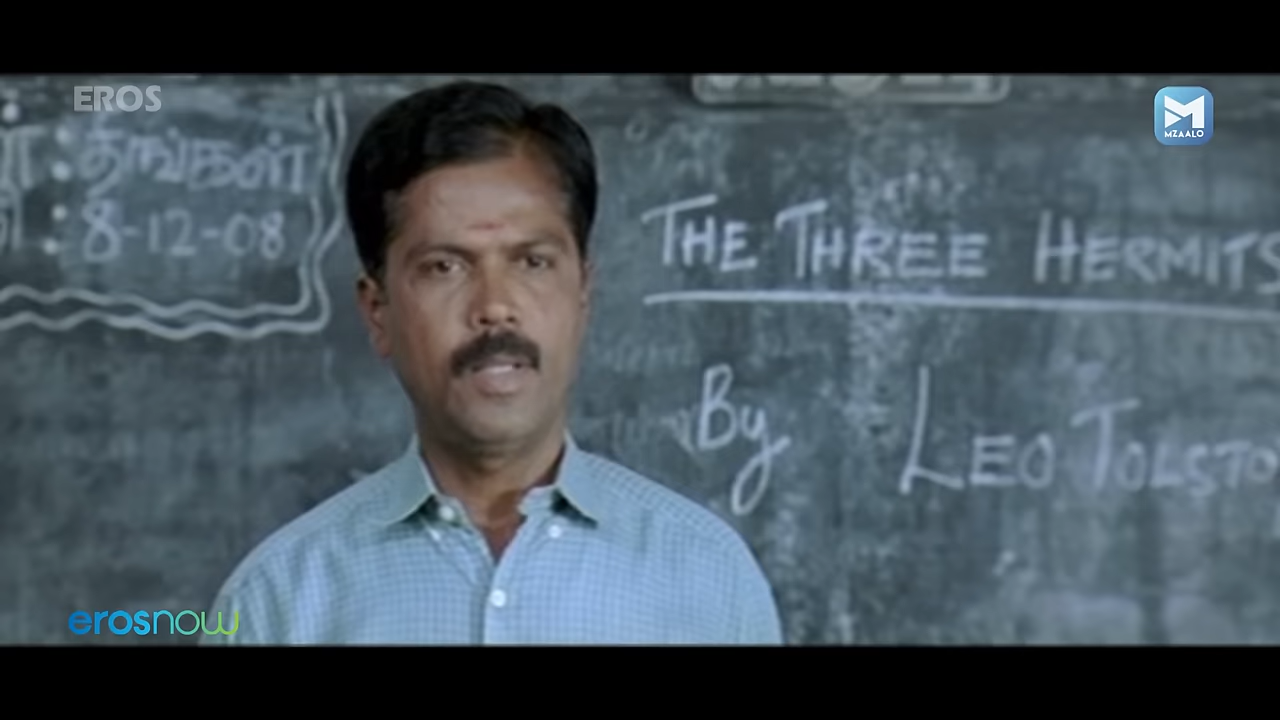 EROS
MZAALO
: தங்கள்
: 8-12-08
THE THREE HERMITS
By LEO TOLSTO
erosnow